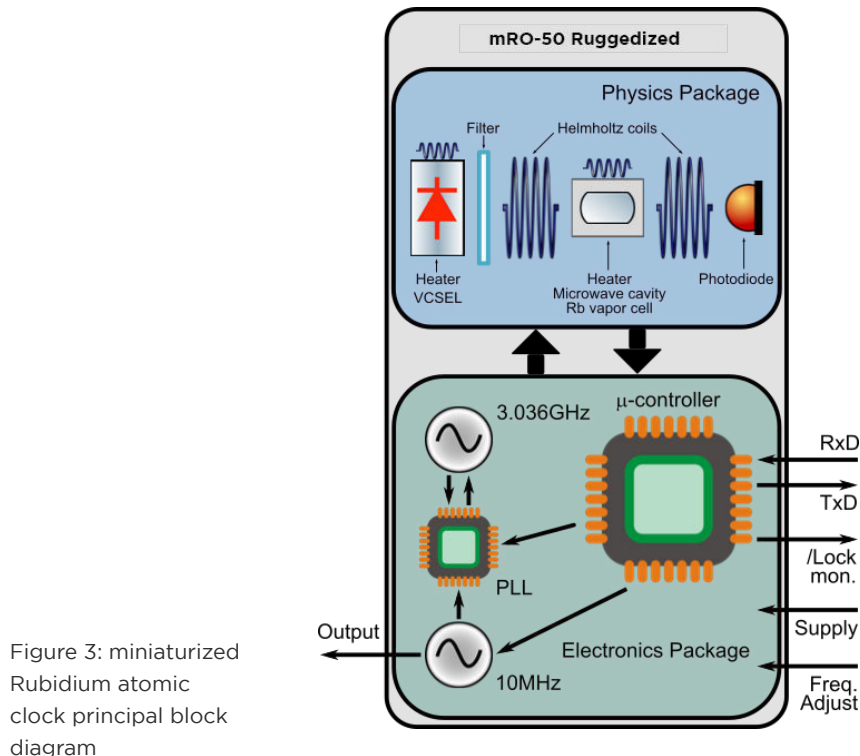 mRO-50 Ruggedized
Physics Package
Filter
Helmholtz coils
Heater
VCSEL
Heater
Microwave cavity
Rb vapor cell
Photodiode
3.036GHz
μ-controller
RxD
TxD
/Lock
mon.
PLL
Output
Supply
Electronics Package
10MHz
Freq.
Adjust
Figure 3: miniaturized
Rubidium atomic
clock principal block
diagram